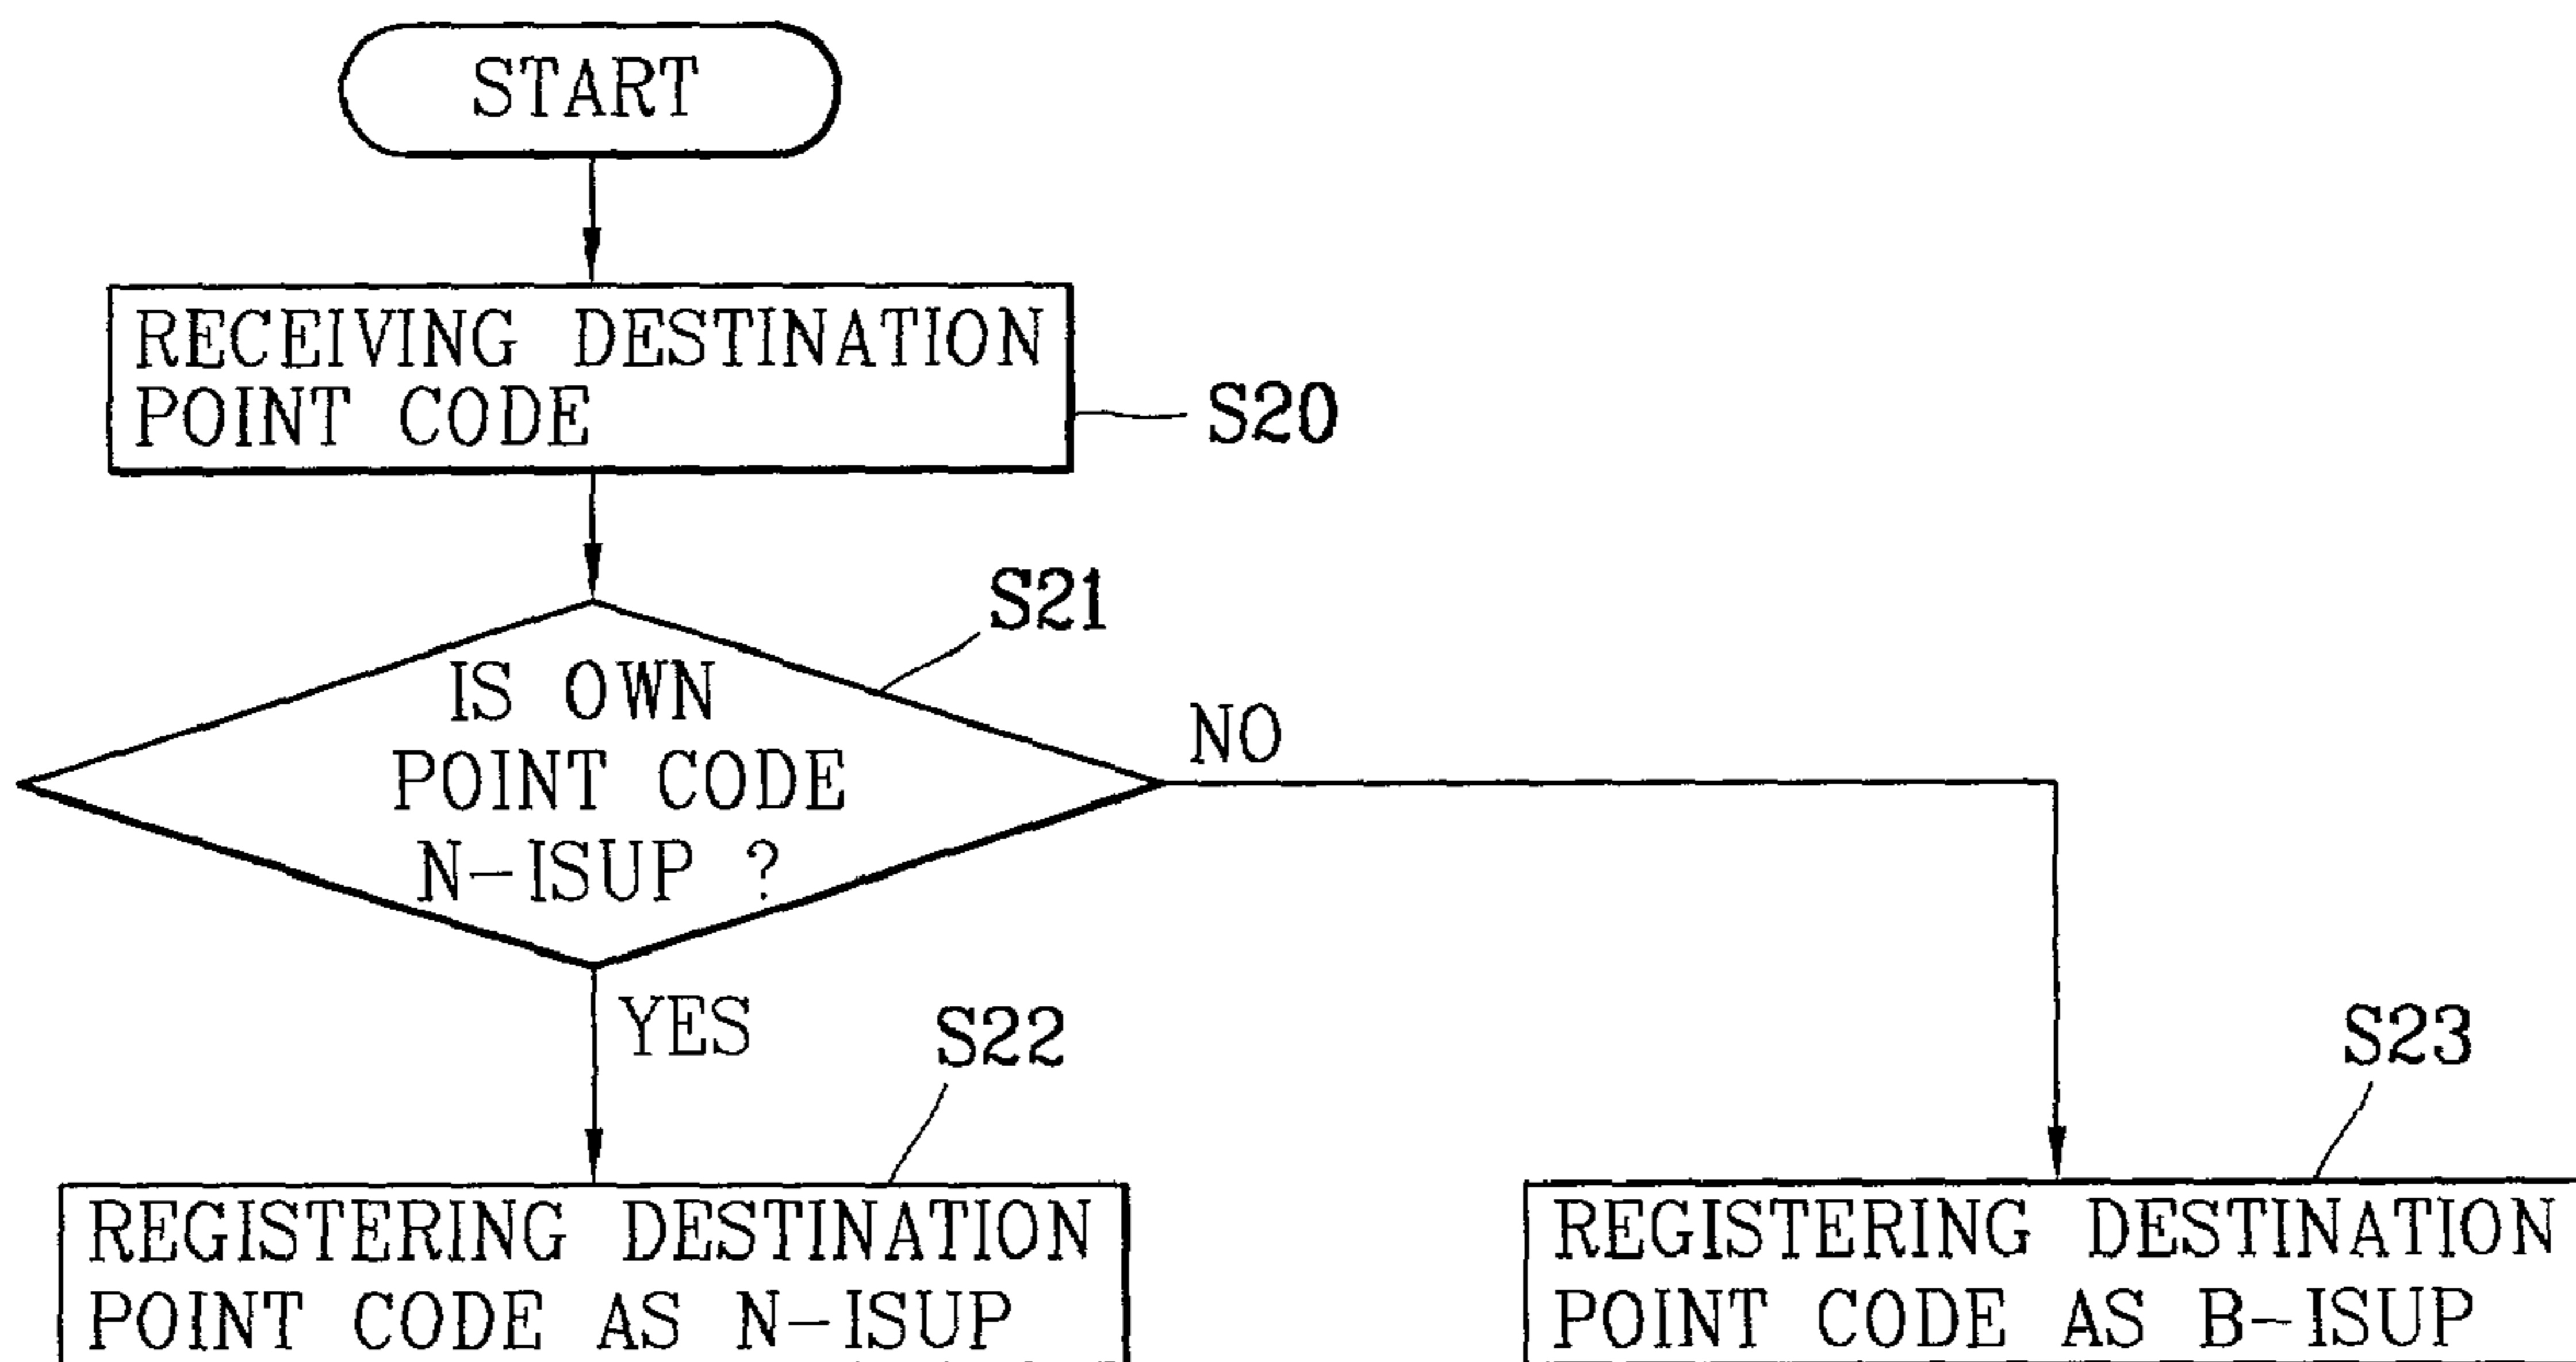 START
RECEIVING DESTINATION
POINT CODE
S20
S21
IS OWN
POINT CODE
N-ISUP ?
NO
YES
S22
REGISTERING DESTINATION
POINT CODE AS N-ISUP
S23
REGISTERING DESTINATION
POINT CODE AS B-ISUP